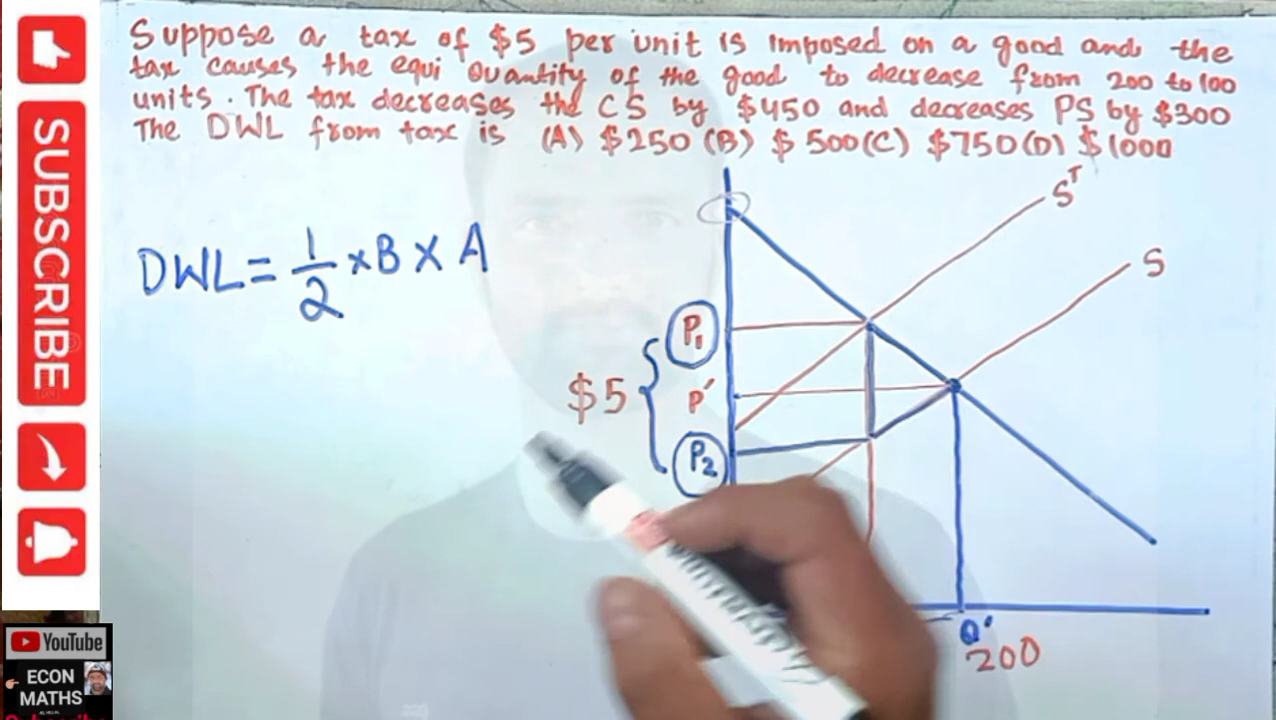 Suppose a tax of $5 per unit is imposed on a good and the
tax causes the equi Quantity of the good to decrease from 200 to 100
units. The tax decreases the CS by $450 and decreases PS by $300
The DWL from tax is (A) $250 (B) $ 500 (C) $750 (D) $1000
DWL = 1/2 × B × A
Sᵀ
S
P₁
$5
P′
P₂
Q′
200
SUBSCRIBE
YouTube
ECON
MATHS